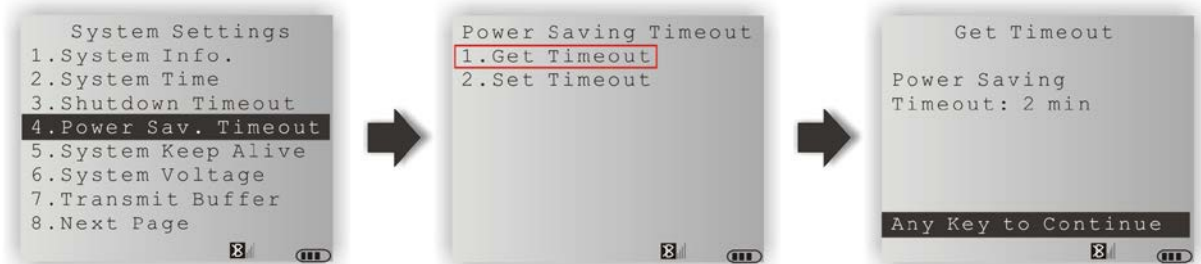 System Settings
1.System Info.
2.System Time
3.Shutdown Timeout
4.Power Sav. Timeout
5.System Keep Alive
6.System Voltage
7.Transmit Buffer
8.Next Page
Power Saving Timeout
1.Get Timeout
2.Set Timeout
Get Timeout
Power Saving
Timeout: 2 min
Any Key to Continue